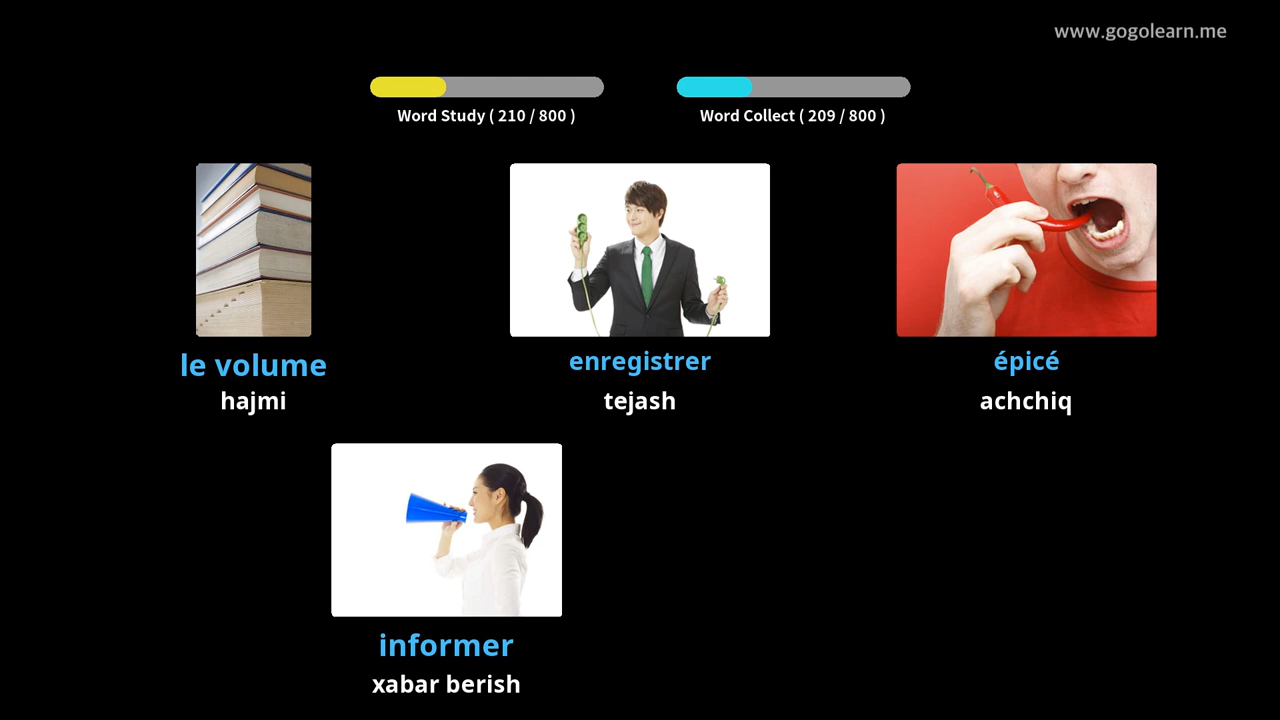 www.gogolearn.me
Word Study ( 210 / 800 )
Word Collect ( 209 / 800 )
le volume
hajmi
enregistrer
tejash
épicé
achchiq
informer
xabar berish